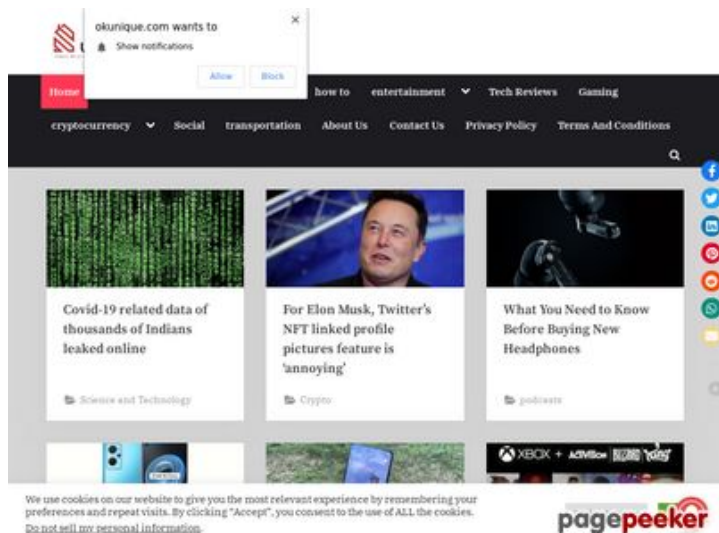 okunique.com wants to
Show notifications
Allow Block
Home how to entertainment Tech Reviews Gaming
cryptocurrency Social transportation About Us Contact Us Privacy Policy Terms And Conditions
Covid-19 related data of
thousands of Indians
leaked online
Science and Technology
For Elon Musk, Twitter's
NFT linked profile
pictures feature is
'annoying'
Crypto
What You Need to Know
Before Buying New
Headphones
podcasts
XBOX + ACTIVISION BLIZZARD King
We use cookies on our website to give you the most relevant experience by remembering your
preferences and repeat visits. By clicking "Accept", you consent to the use of ALL the cookies.
Do not sell my personal information.
pagepeeker